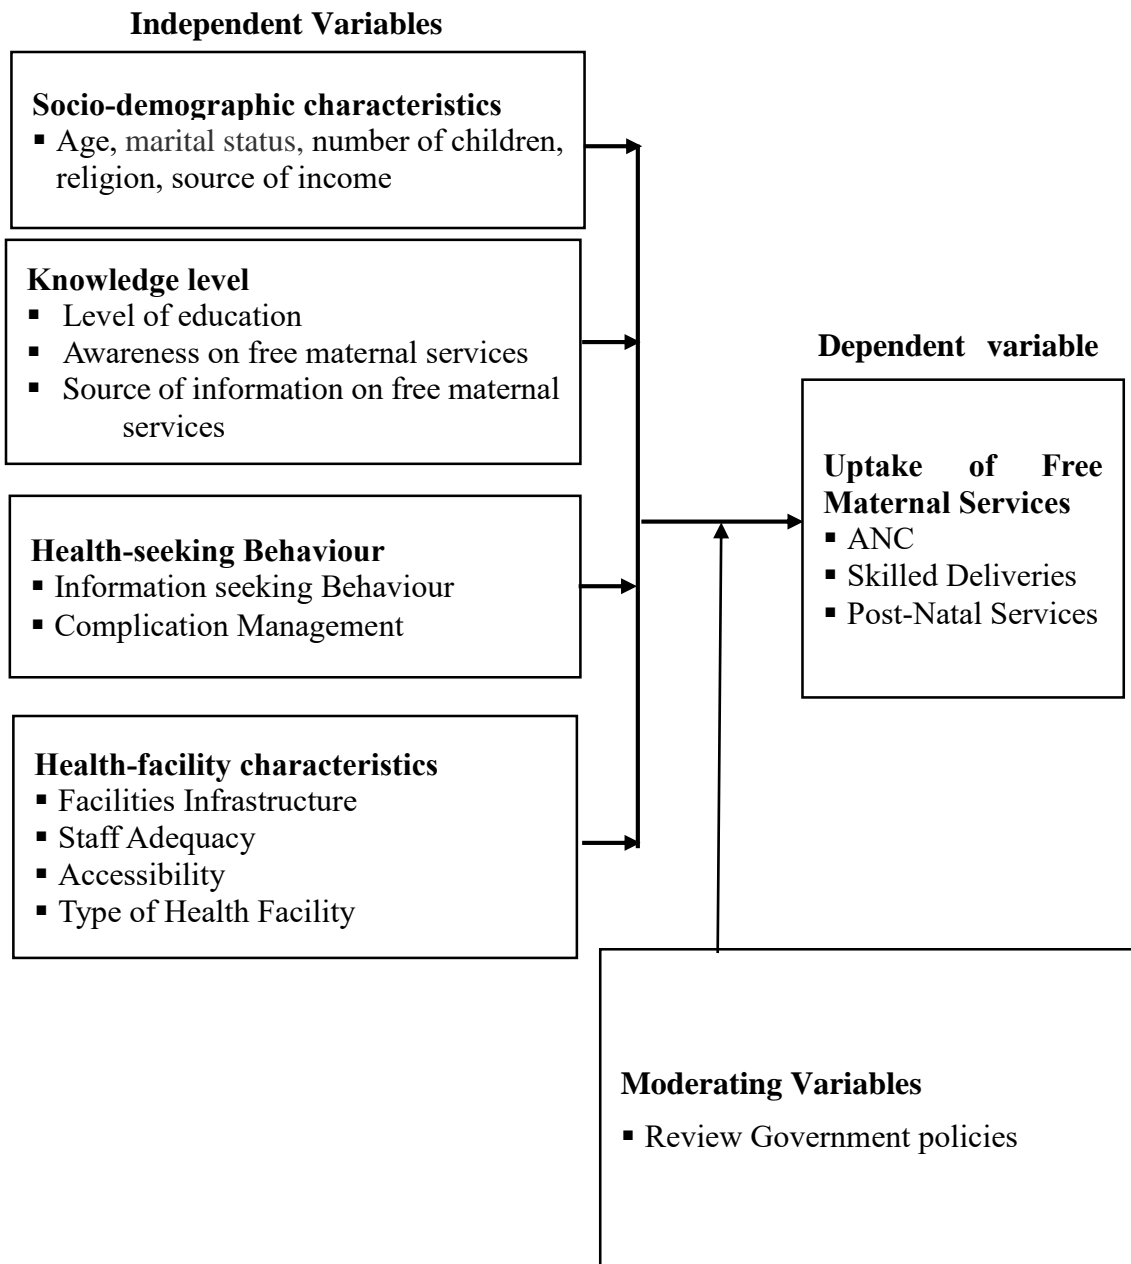 Independent Variables
Socio-demographic characteristics
▪ Age, marital status, number of children,
religion, source of income
Knowledge level
▪ Level of education
▪ Awareness on free maternal services
▪ Source of information on free maternal
services
Health-seeking Behaviour
▪ Information seeking Behaviour
▪ Complication Management
Health-facility characteristics
▪ Facilities Infrastructure
▪ Staff Adequacy
▪ Accessibility
▪ Type of Health Facility
Dependent variable
Uptake of Free
Maternal Services
▪ ANC
▪ Skilled Deliveries
▪ Post-Natal Services
Moderating Variables
▪ Review Government policies